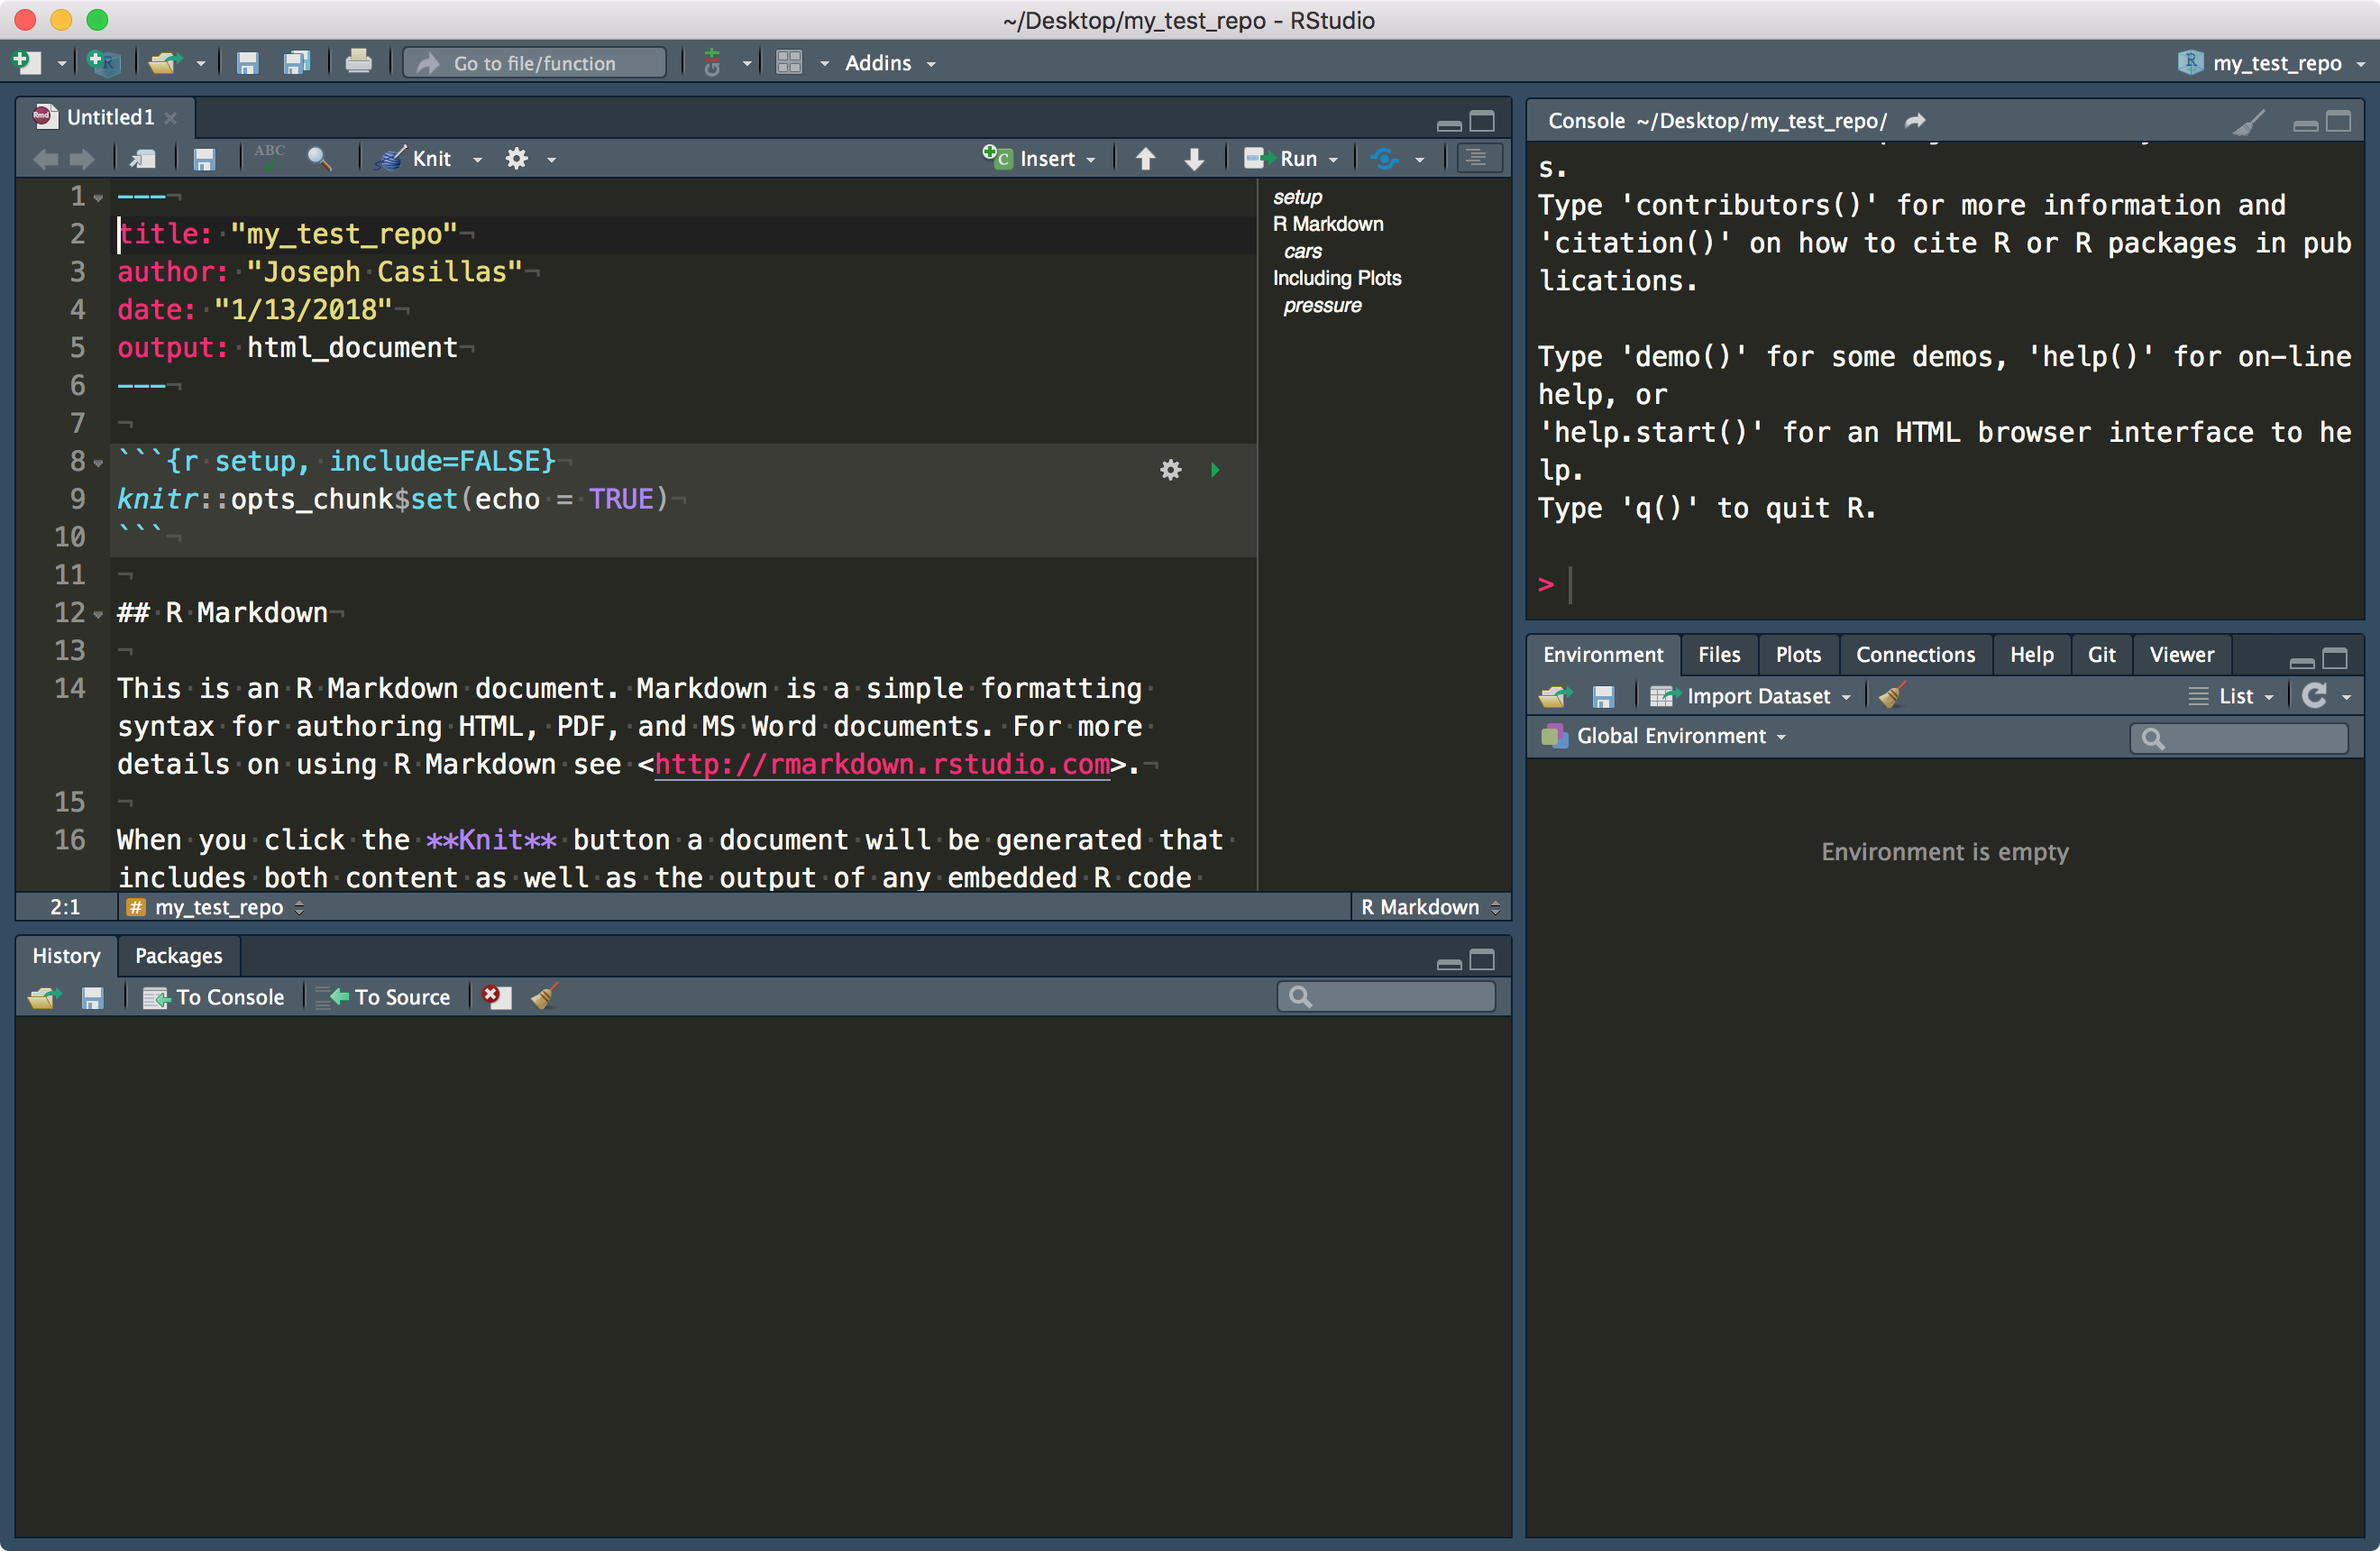 ~/Desktop/my_test_repo - RStudio
Go to file/function
Addins
my_test_repo
Untitled1
ABC
Knit
Insert
Run
1 ---
2 title: "my_test_repo"
3 author: "Joseph Casillas"
4 date: "1/13/2018"
5 output: html_document
6 ---
7
8 ```{r setup, include=FALSE}
9 knitr::opts_chunk$set(echo = TRUE)
10 ```
11
12 ## R Markdown
13
14 This is an R Markdown document. Markdown is a simple formatting
syntax for authoring HTML, PDF, and MS Word documents. For more
details on using R Markdown see <http://rmarkdown.rstudio.com>.
15
16 When you click the **Knit** button a document will be generated that
includes both content as well as the output of any embedded R code
setup
R Markdown
cars
Including Plots
pressure
2:1
# my_test_repo
R Markdown
History
Packages
To Console
To Source
Console ~/Desktop/my_test_repo/
s.
Type 'contributors()' for more information and
'citation()' on how to cite R or R packages in pub
lications.
Type 'demo()' for some demos, 'help()' for on-line
help, or
'help.start()' for an HTML browser interface to he
lp.
Type 'q()' to quit R.
>
Environment
Files
Plots
Connections
Help
Git
Viewer
Import Dataset
List
Global Environment
Environment is empty